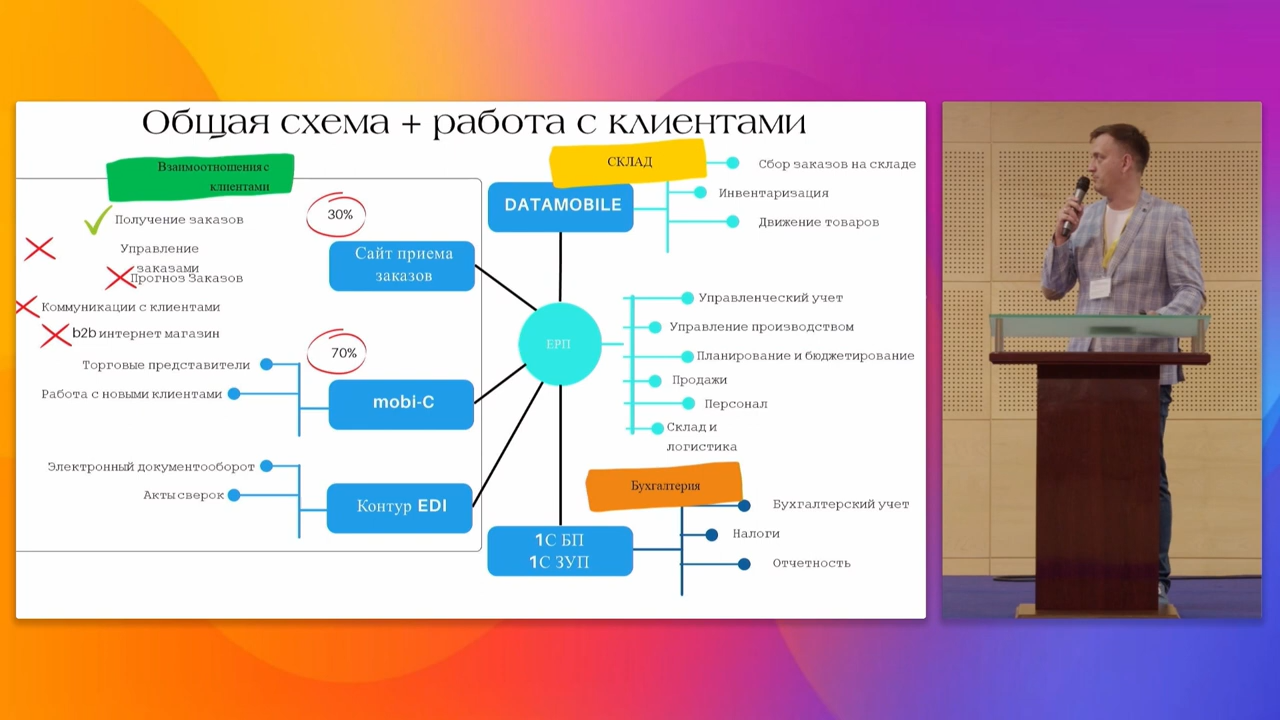 Общая схема + работа с клиентами
Взаимоотношения с
клиентами
Получение заказов
Управление
заказами
Прогноз Заказов
Коммуникации с клиентами
b2b интернет магазин
Торговые представители
Работа с новыми клиентами
Электронный документооборот
Акты сверок
30%
Сайт приема
заказов
70%
mobi-C
Контур EDI
СКЛАД
DATAMOBILE
Сбор заказов на складе
Инвентаризация
Движение товаров
ЕРП
Управленческий учет
Управление производством
Планирование и бюджетирование
Продажи
Персонал
Склад и
логистика
Бухгалтерия
1С БП
1С ЗУП
Бухгалтерский учет
Налоги
Отчетность